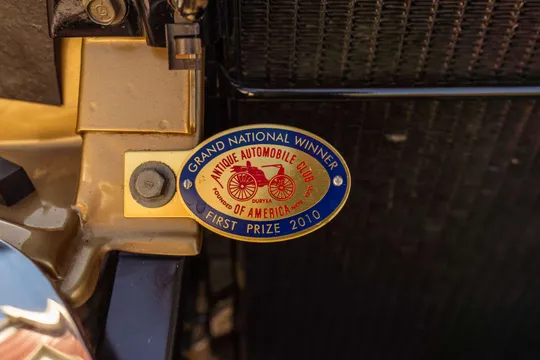 GRAND NATIONAL WINNER
ANTIQUE AUTOMOBILE CLUB
DURYEA
FOUNDED
OF AMERICA
FIRST PRIZE 2010